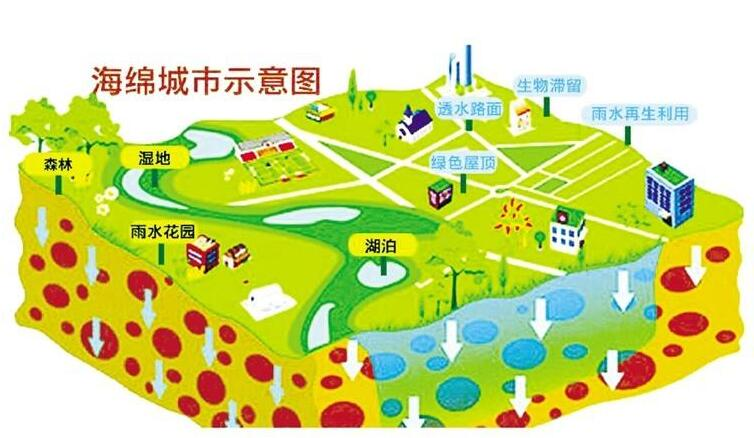 海绵城市示意图
生物滞留
透水路面
雨水再生利用
森林
湿地
绿色屋顶
雨水花园
湖泊